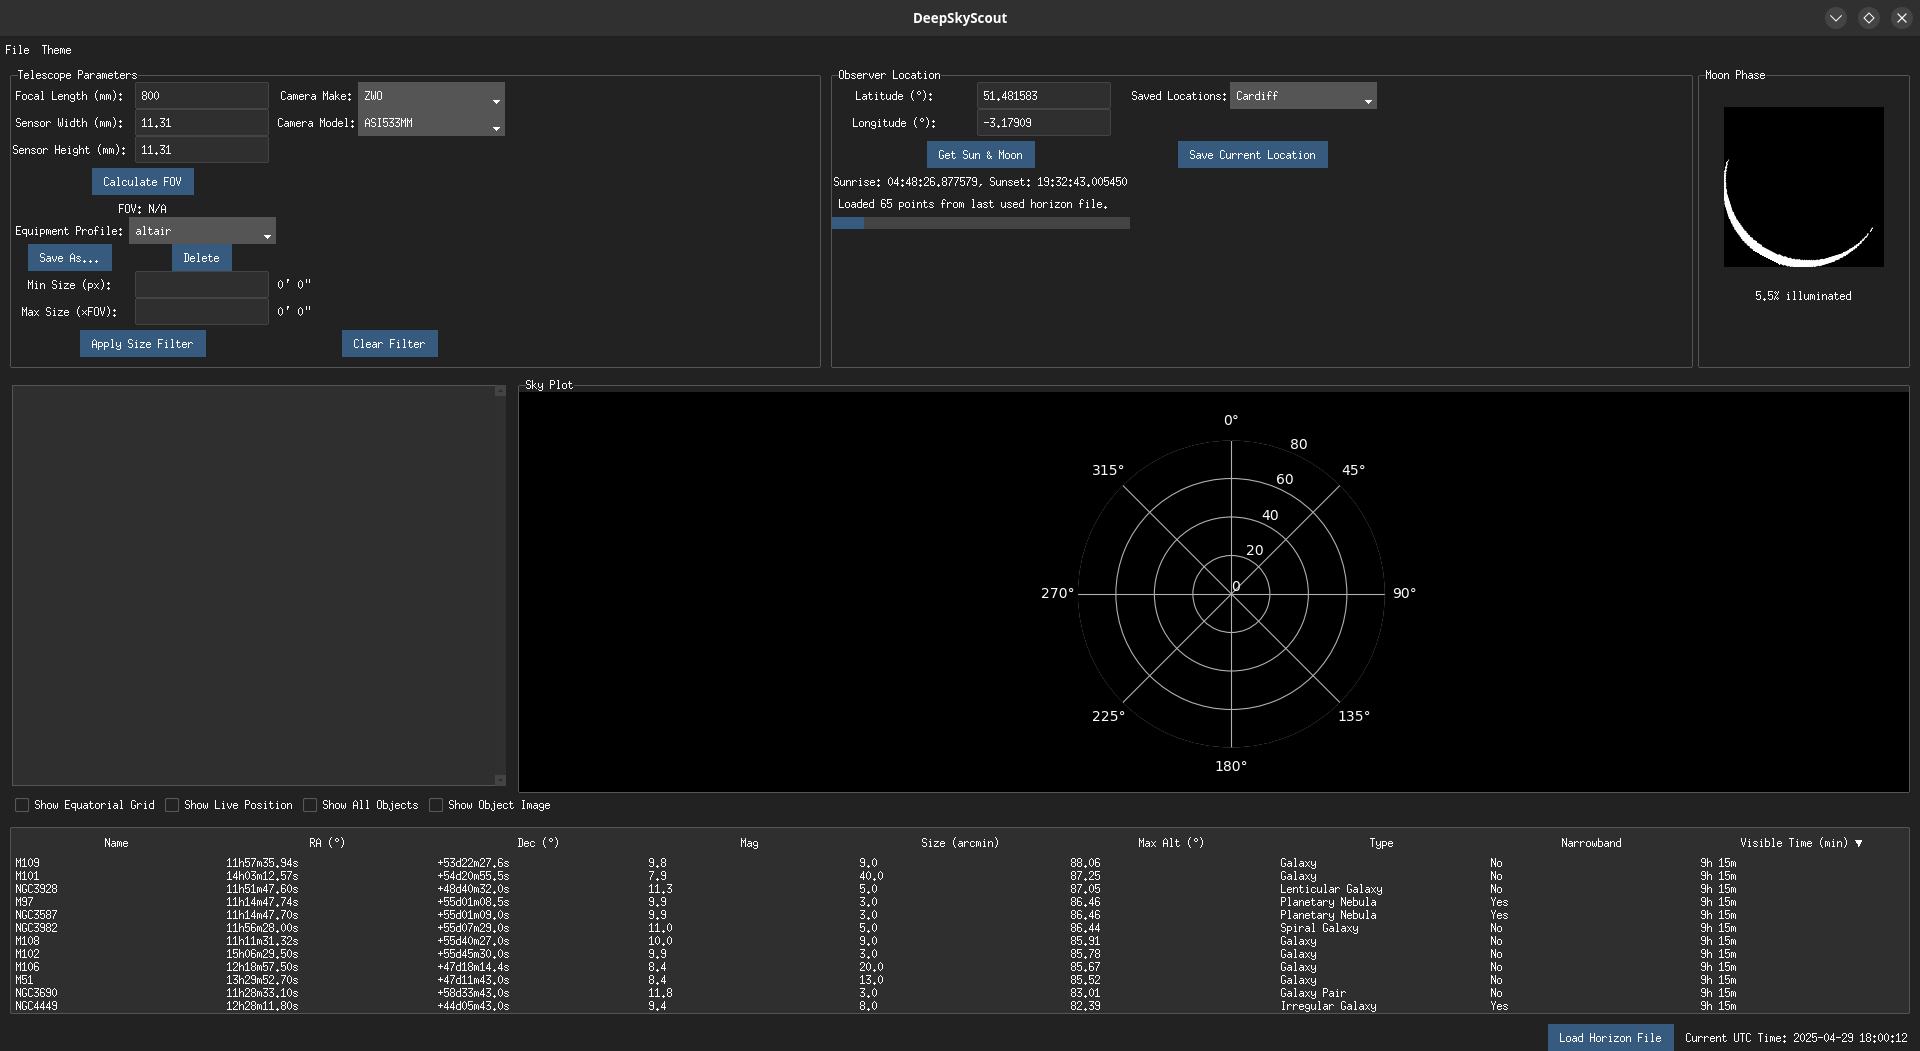 DeepSkyScout
File Theme
Telescope Parameters
Focal Length (mm): 800 Camera Make: ZWO
Sensor Width (mm): 11.31 Camera Model: ASI533MM
Sensor Height (mm): 11.31
Calculate FOV
FOV: N/A
Equipment Profile: altair
Save As... Delete
Min Size (px): 0' 0"
Max Size (×FOV): 0' 0"
Apply Size Filter Clear Filter
Observer Location
Latitude (°): 51.481583 Saved Locations: Cardiff
Longitude (°): -3.17909
Get Sun & Moon Save Current Location
Sunrise: 04:48:26.877579, Sunset: 19:32:43.005450
Loaded 65 points from last used horizon file.
Moon Phase
5.5% illuminated
Sky Plot
0°
80
315° 45°
60
40
20
270° 0 90°
225° 135°
180°
Show Equatorial Grid Show Live Position Show All Objects Show Object Image
Name RA (°) Dec (°) Mag Size (arcmin) Max Alt (°) Type Narrowband Visible Time (min) ▼
M109 11h57m35.94s +53d22m27.6s 9.8 9.0 88.06 Galaxy No 9h 15m
M101 14h03m12.57s +54d20m55.5s 7.9 40.0 87.25 Galaxy No 9h 15m
NGC3928 11h51m47.60s +48d40m32.0s 11.3 5.0 87.05 Lenticular Galaxy No 9h 15m
M97 11h14m47.74s +55d01m08.5s 9.9 3.0 86.46 Planetary Nebula Yes 9h 15m
NGC3587 11h14m47.70s +55d01m09.0s 9.9 3.0 86.46 Planetary Nebula Yes 9h 15m
NGC3982 11h56m28.00s +55d07m29.0s 11.0 5.0 86.44 Spiral Galaxy No 9h 15m
M108 11h11m31.32s +55d40m27.0s 10.0 9.0 85.91 Galaxy No 9h 15m
M102 15h06m29.50s +55d45m30.0s 9.9 3.0 85.78 Galaxy No 9h 15m
M106 12h18m57.50s +47d18m14.4s 8.4 20.0 85.67 Galaxy No 9h 15m
M51 13h29m52.70s +47d11m43.0s 8.4 13.0 85.52 Galaxy No 9h 15m
NGC3690 11h28m33.10s +58d33m43.0s 11.8 3.0 83.01 Galaxy Pair No 9h 15m
NGC4449 12h28m11.80s +44d05m43.0s 9.4 8.0 82.39 Irregular Galaxy Yes 9h 15m
Load Horizon File Current UTC Time: 2025-04-29 18:00:12